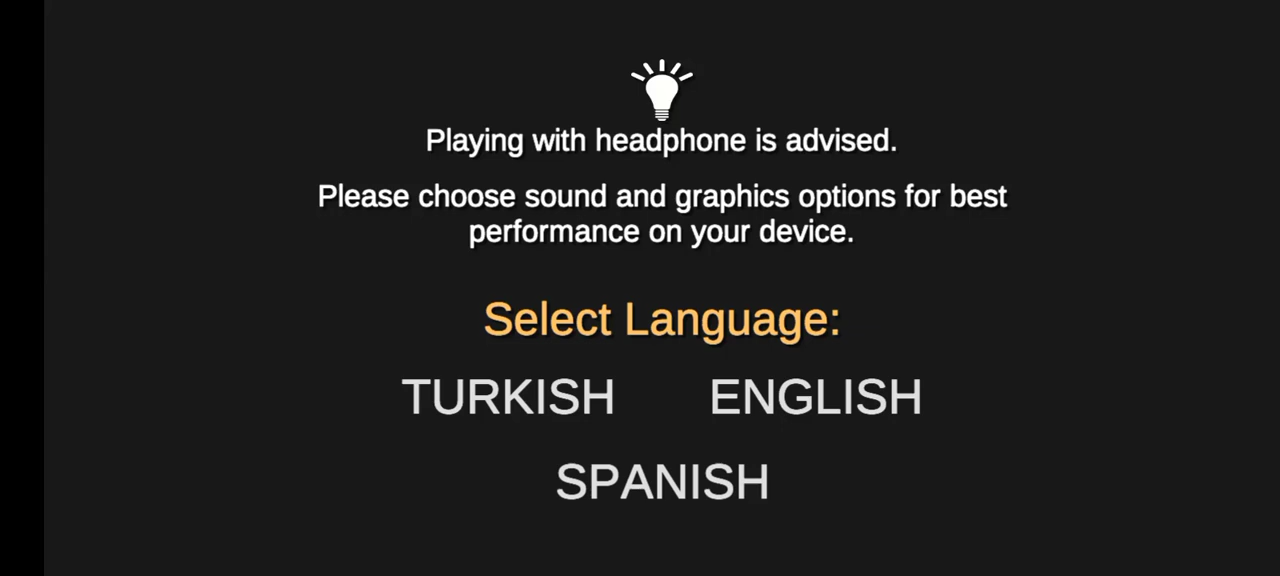 Playing with headphone is advised.
Please choose sound and graphics options for best
performance on your device.
Select Language:
TURKISH ENGLISH
SPANISH